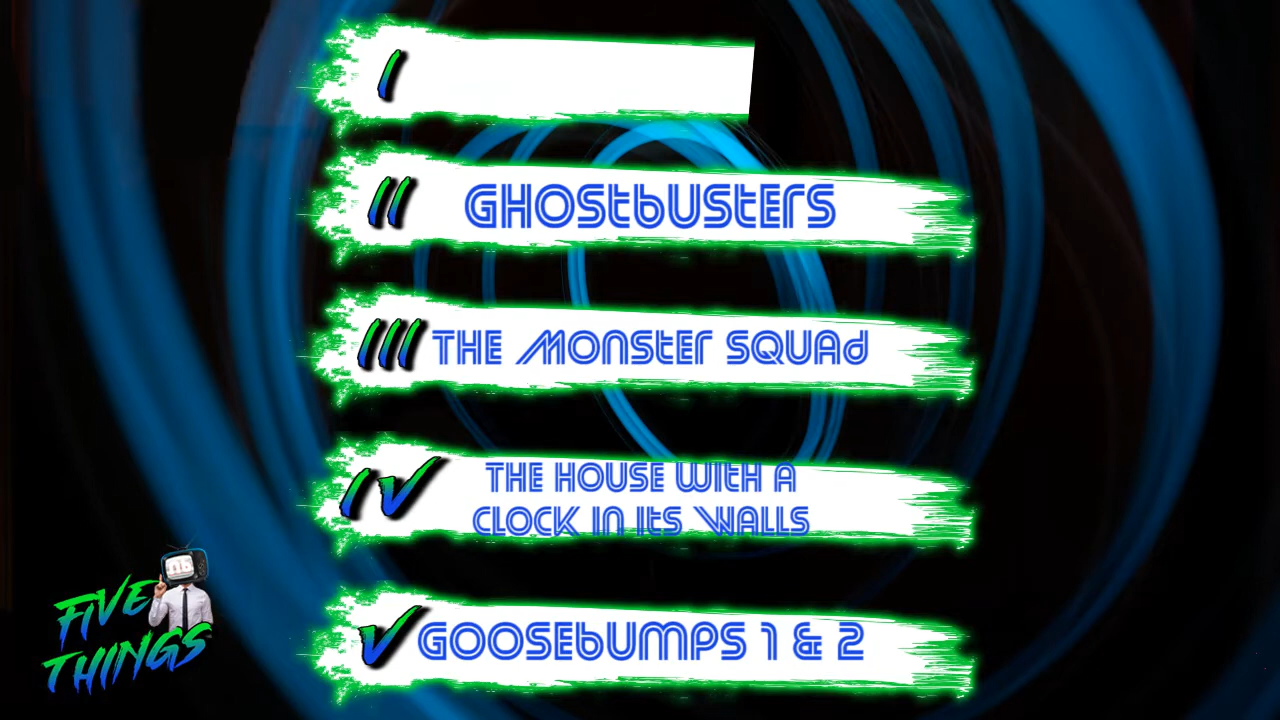 I
II GHOSTBUSTERS
III THE MONSTER SQUAD
IV THE HOUSE WITH A
CLOCK IN ITS WALLS
V GOOSEBUMPS 1 & 2
FIVE
THINGS